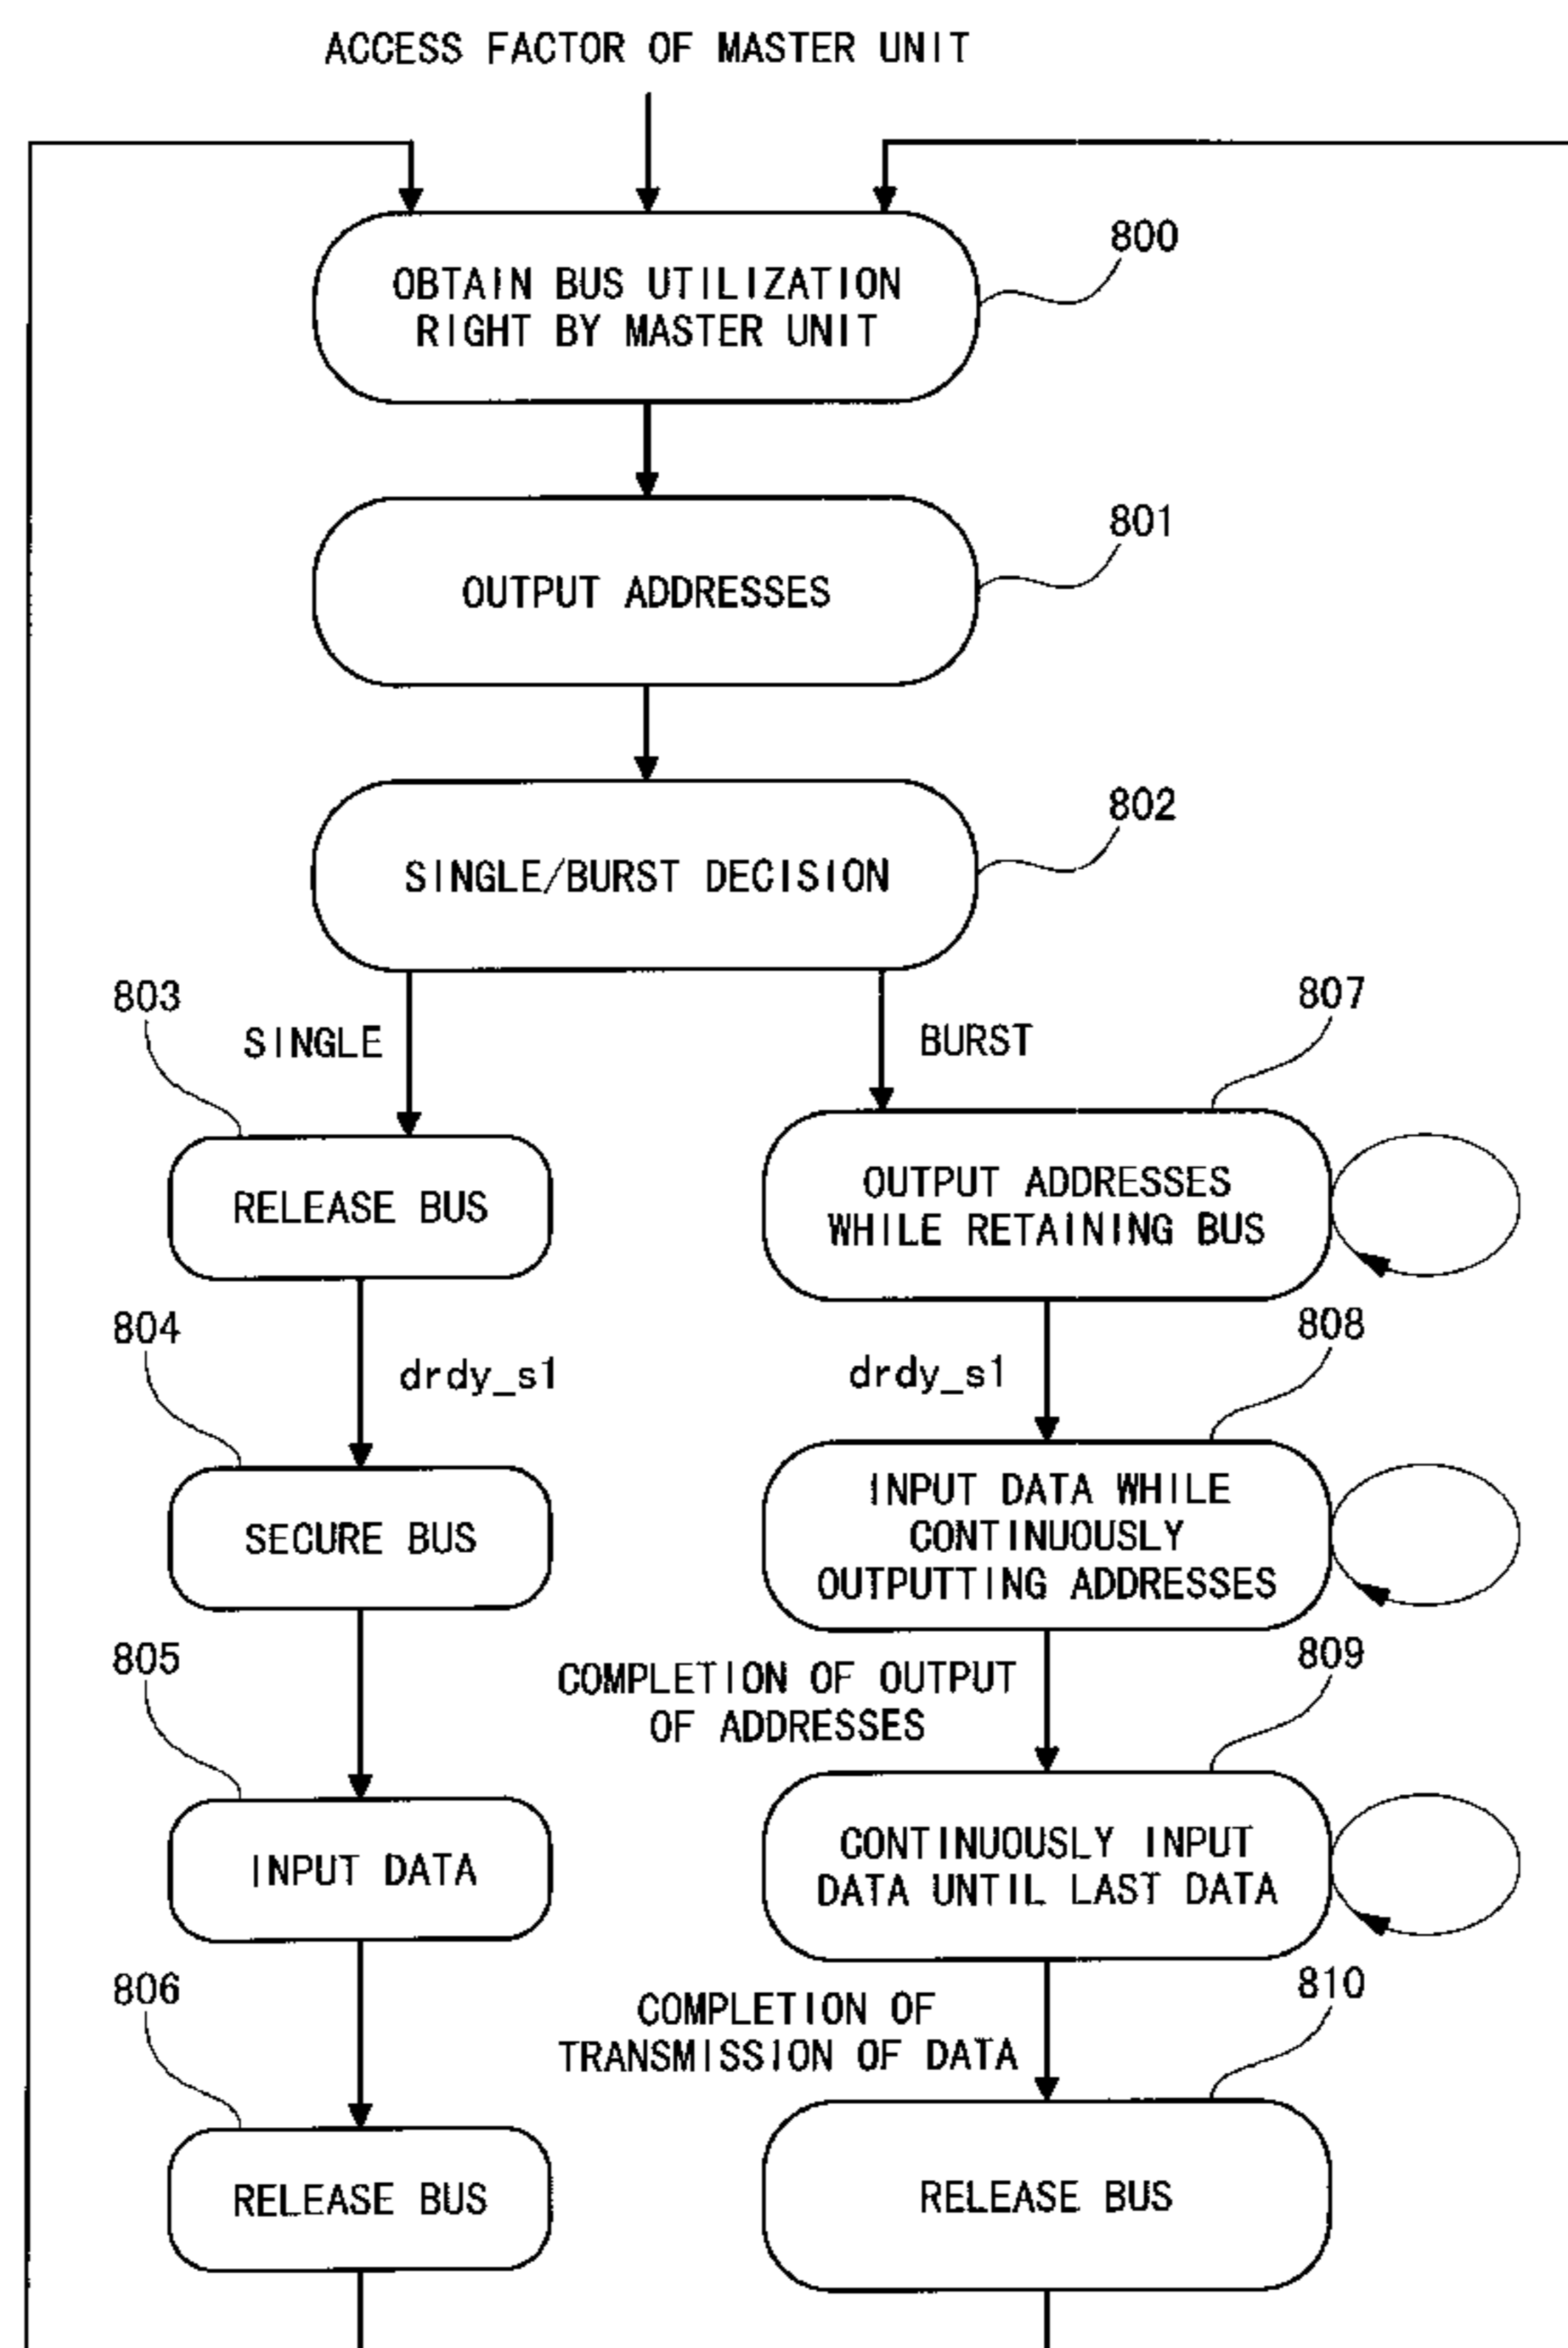 ACCESS FACTOR OF MASTER UNIT
800
OBTAIN BUS UTILIZATION
RIGHT BY MASTER UNIT
801
OUTPUT ADDRESSES
802
SINGLE/BURST DECISION
803
SINGLE
BURST
807
RELEASE BUS
OUTPUT ADDRESSES
WHILE RETAINING BUS
804
drdy_s1
drdy_s1
808
SECURE BUS
INPUT DATA WHILE
CONTINUOUSLY
OUTPUTTING ADDRESSES
805
COMPLETION OF OUTPUT
OF ADDRESSES
809
INPUT DATA
CONTINUOUSLY INPUT
DATA UNTIL LAST DATA
806
COMPLETION OF
TRANSMISSION OF DATA
810
RELEASE BUS
RELEASE BUS